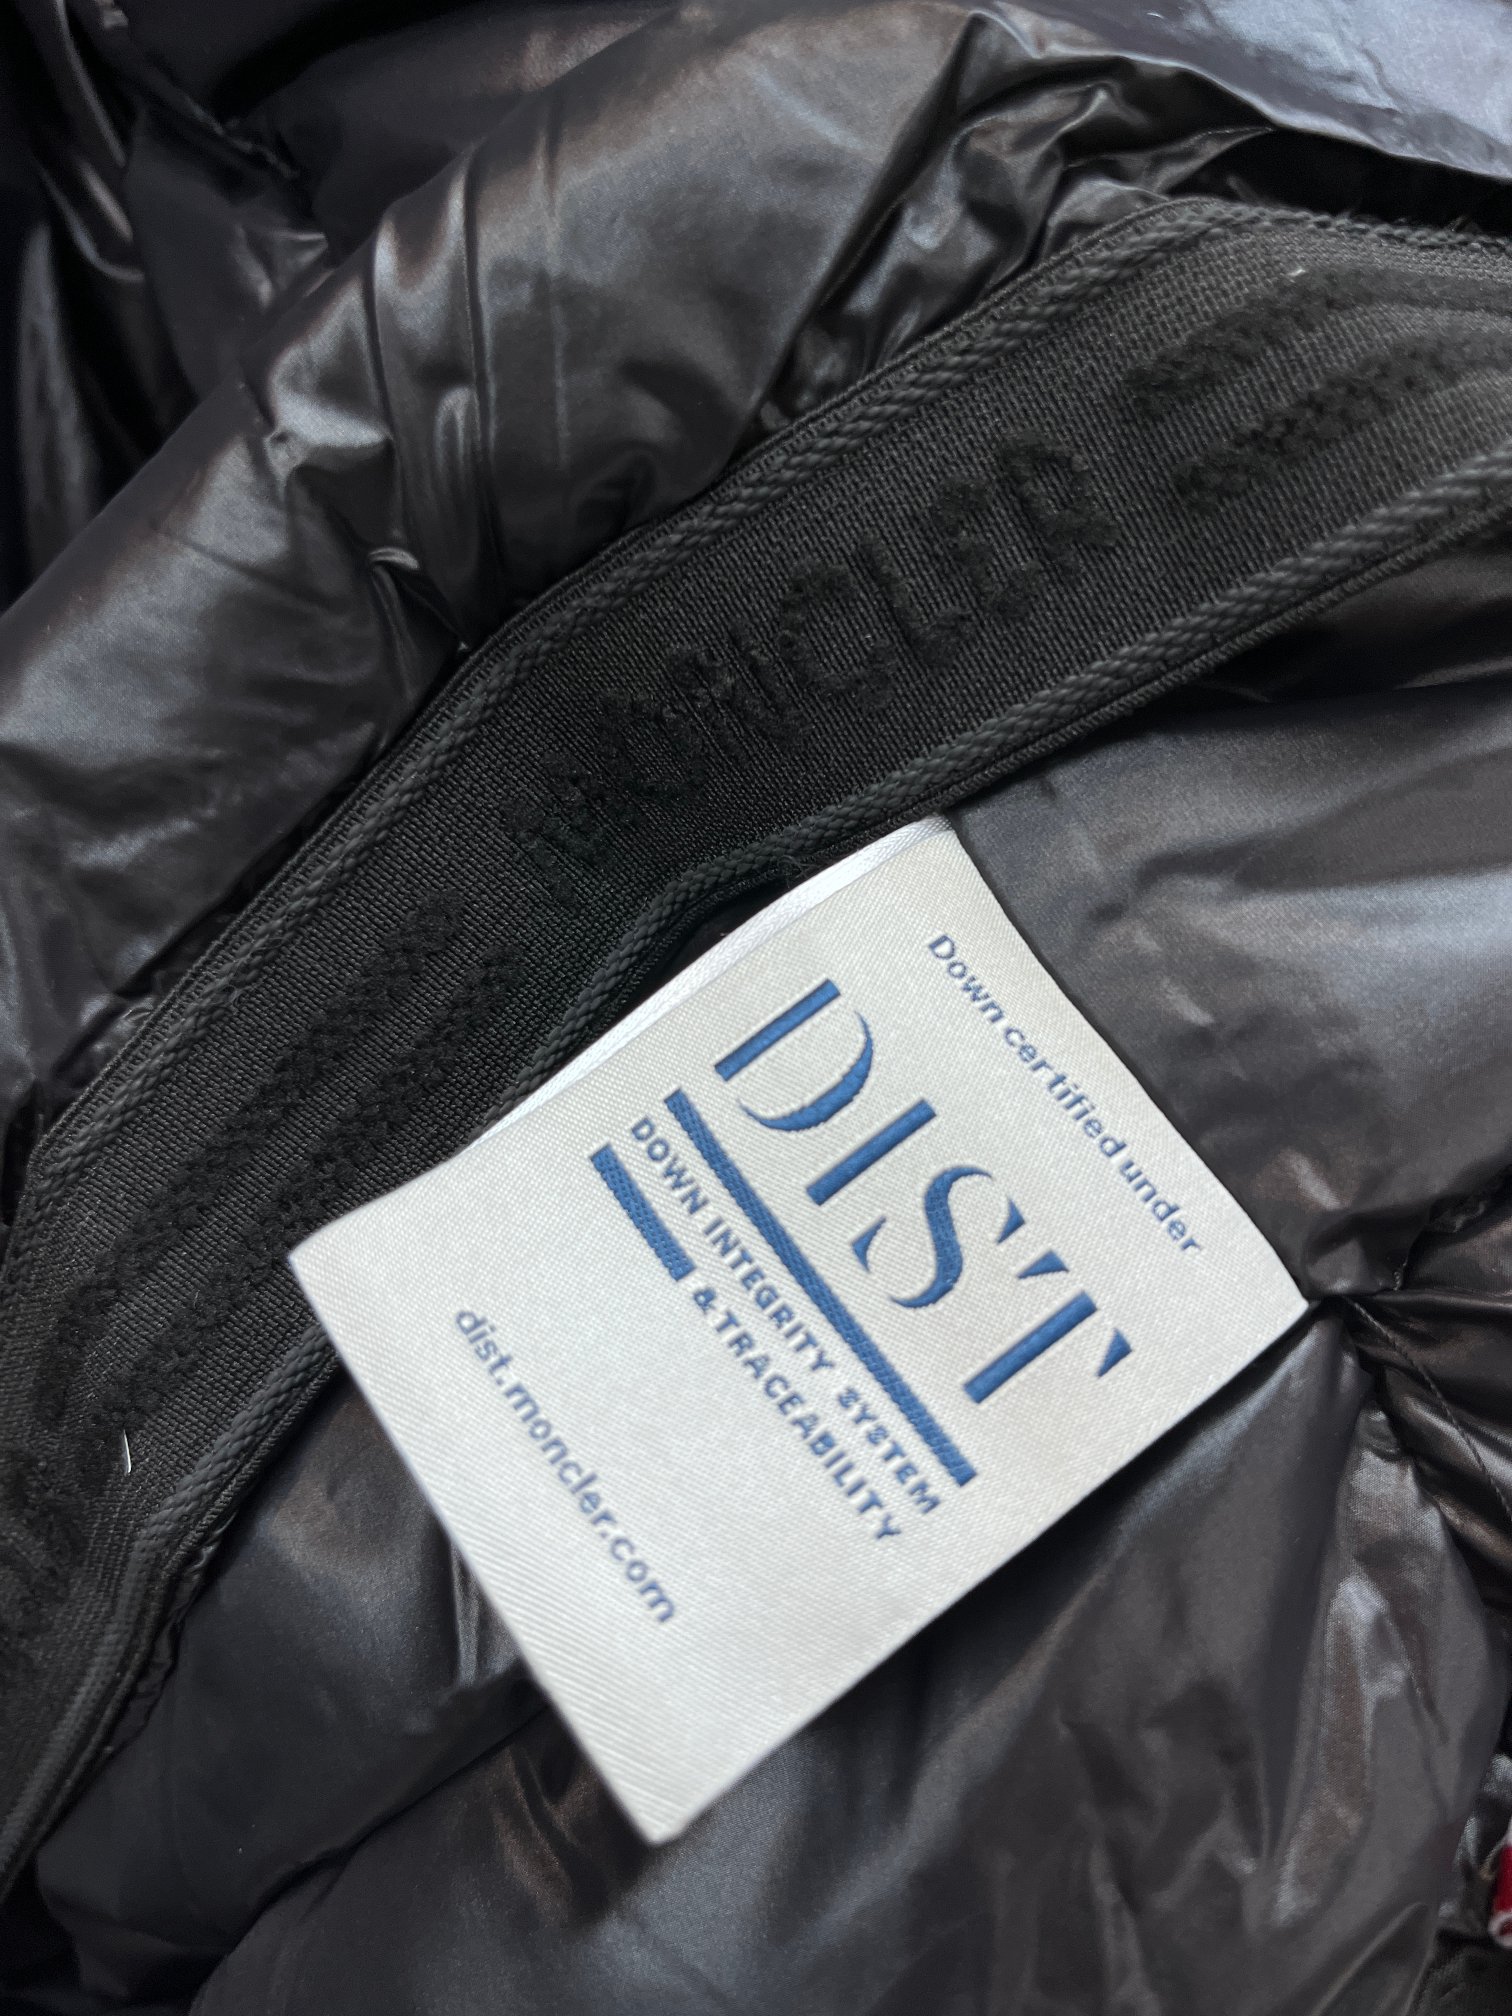 Down certified under
DIST
DOWN INTEGRITY SYSTEM
& TRACEABILITY
dist.moncler.com